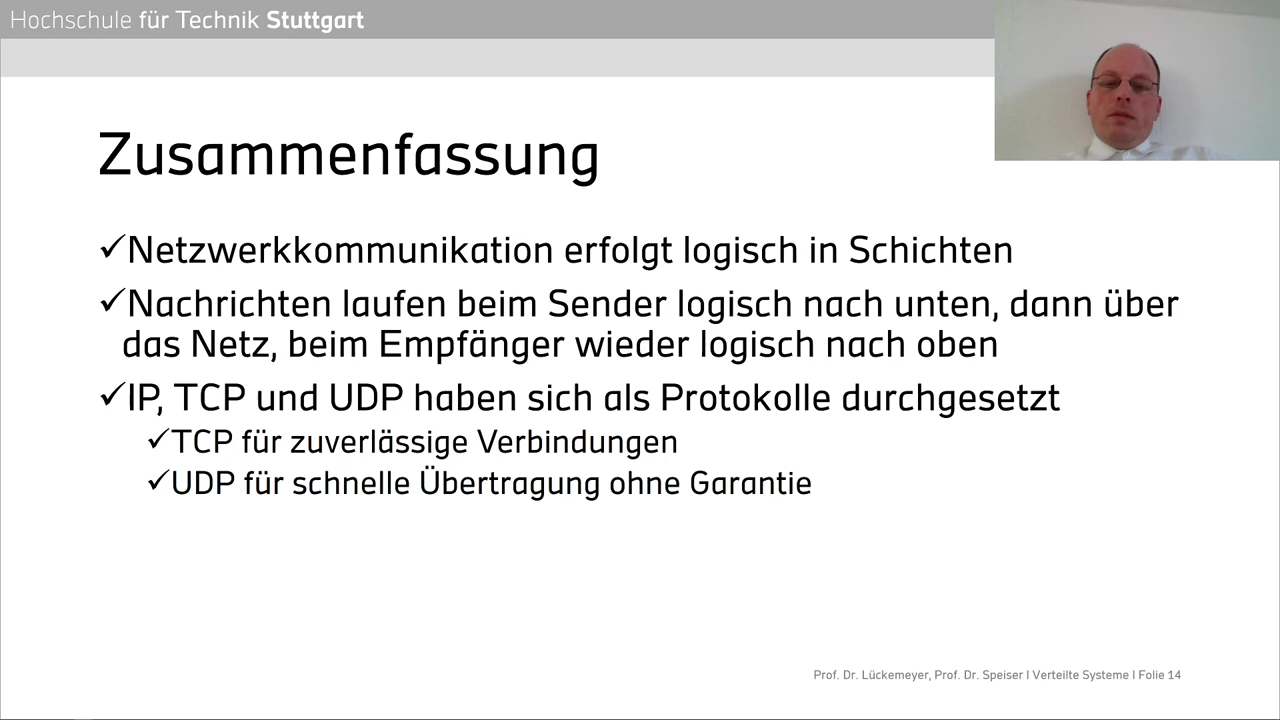 Hochschule für Technik Stuttgart
Zusammenfassung
✓Netzwerkkommunikation erfolgt logisch in Schichten
✓Nachrichten laufen beim Sender logisch nach unten, dann über
das Netz, beim Empfänger wieder logisch nach oben
✓IP, TCP und UDP haben sich als Protokolle durchgesetzt
✓TCP für zuverlässige Verbindungen
✓UDP für schnelle Übertragung ohne Garantie
Prof. Dr. Lückemeyer, Prof. Dr. Speiser I Verteilte Systeme I Folie 14